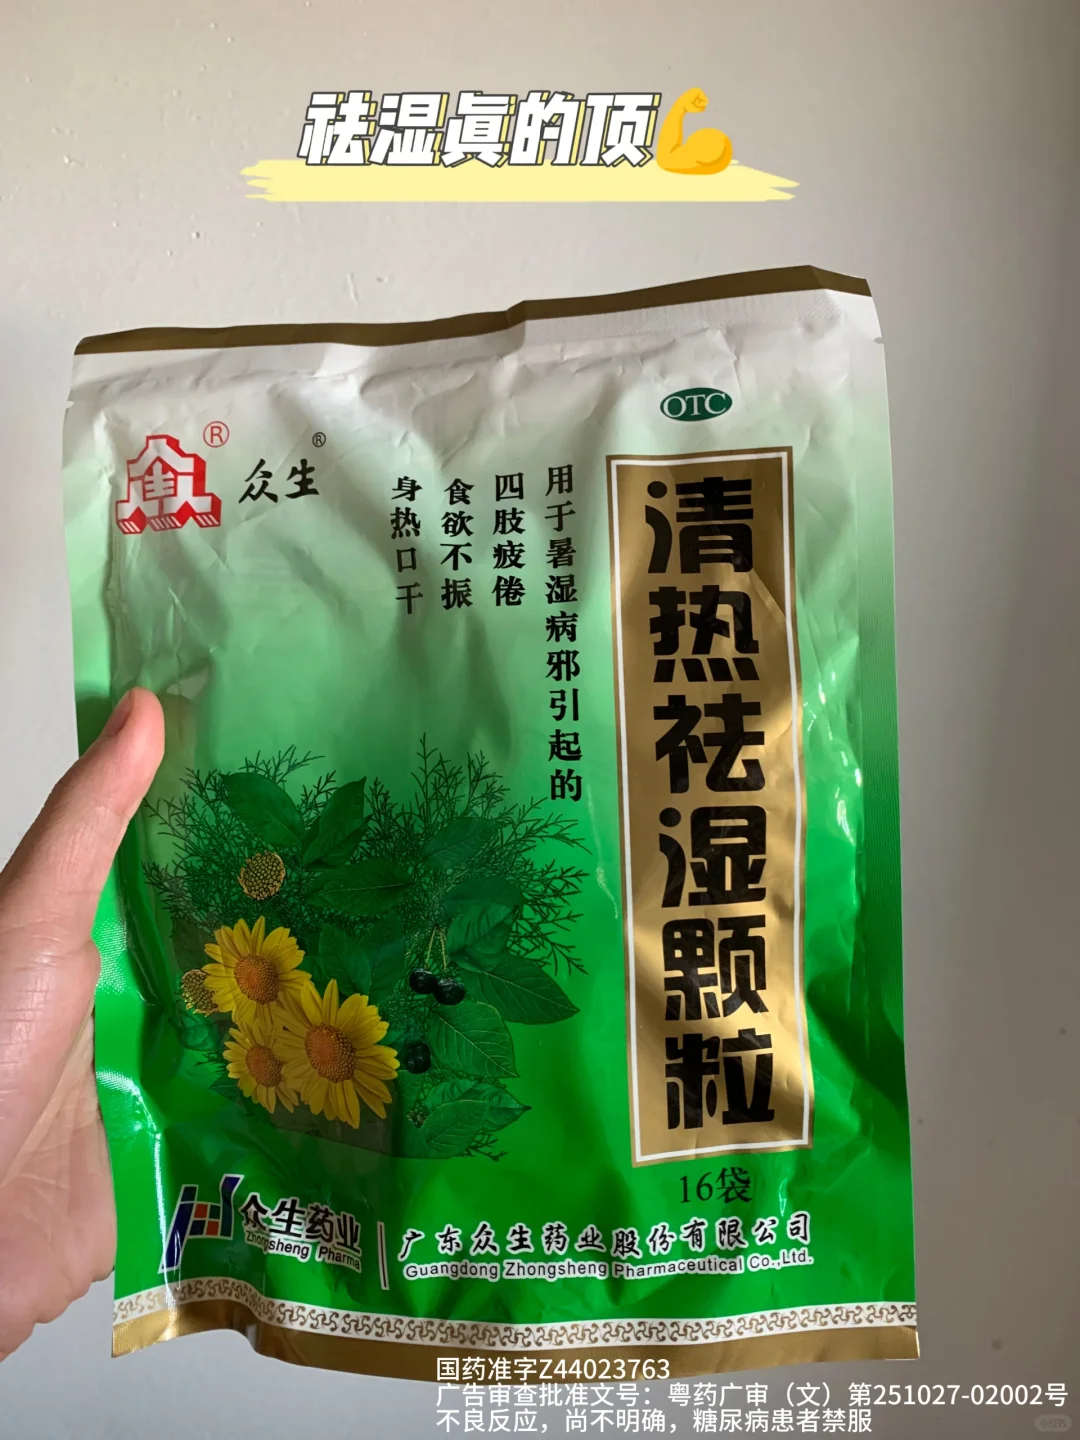 祛湿真的顶
OTC
清热祛湿颗粒
用于暑湿病邪引起的
四肢疲倦
食欲不振
身热口干
众生®
®
16袋
众生药业
Zhongsheng Pharma
广东众生药业股份有限公司
Guangdong Zhongsheng Pharmaceutical Co.,Ltd.
国药准字Z44023763
广告审查批准文号：粤药广审（文）第251027-02002号
不良反应，尚不明确，糖尿病患者禁服
小红书